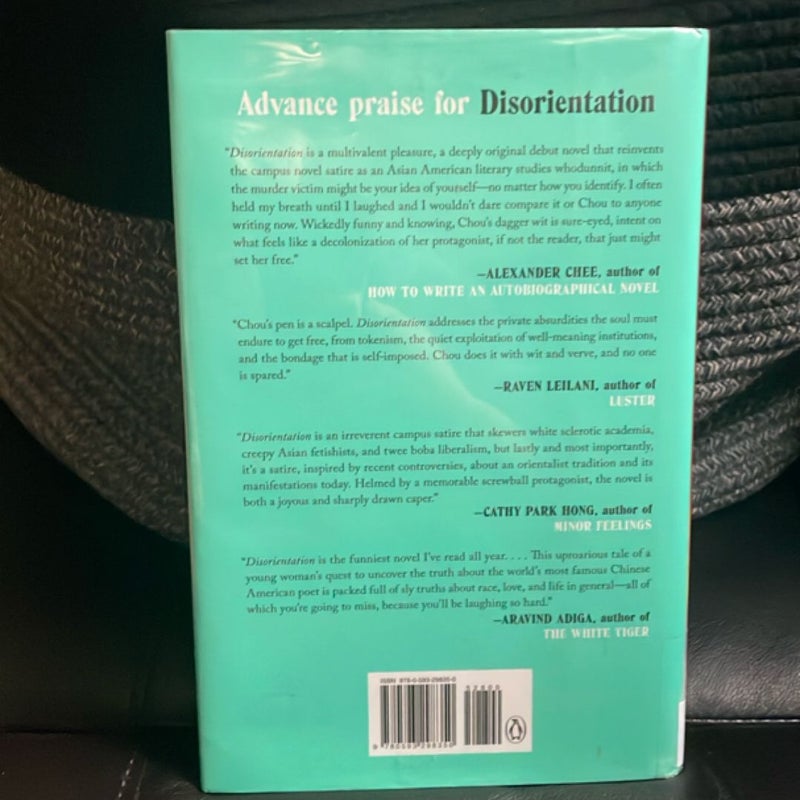 Advance praise for Disorientation
“Disorientation is a multivalent pleasure, a deeply original debut novel that reinvents
the campus novel satire as an Asian American literary studies whodunnit, in which
the murder victim might be your idea of yourself—no matter how you identify. I often
held my breath until I laughed and I wouldn't dare compare it or Chou to anyone
writing now. Wickedly funny and knowing, Chou's dagger wit is sure-eyed, intent on
what feels like a decolonization of her protagonist, if not the reader, that just might
set her free.”
—ALEXANDER CHEE, author of
HOW TO WRITE AN AUTOBIOGRAPHICAL NOVEL
“Chou's pen is a scalpel. Disorientation addresses the private absurdities the soul must
endure to get free, from tokenism, the quiet exploitation of well-meaning institutions,
and the bondage that is self-imposed. Chou does it with wit and verve, and no one
is spared.”
—RAVEN LEILANI, author of
LUSTER
“Disorientation is an irreverent campus satire that skewers white sclerotic academia,
creepy Asian fetishists, and twee boba liberalism, but lastly and most importantly,
it's a satire, inspired by recent controversies, about an orientalist tradition and its
manifestations today. Helmed by a memorable screwball protagonist, the novel is
both a joyous and sharply drawn caper.”
—CATHY PARK HONG, author of
MINOR FEELINGS
“Disorientation is the funniest novel I've read all year. . . . This uproarious tale of a
young woman's quest to uncover the truth about the world's most famous Chinese
American poet is packed full of sly truths about race, love, and life in general—all of
which you're going to miss, because you'll be laughing so hard.”
—ARAVIND ADIGA, author of
THE WHITE TIGER
ISBN 978-0-593-29835-0
52600
9 780593 298350